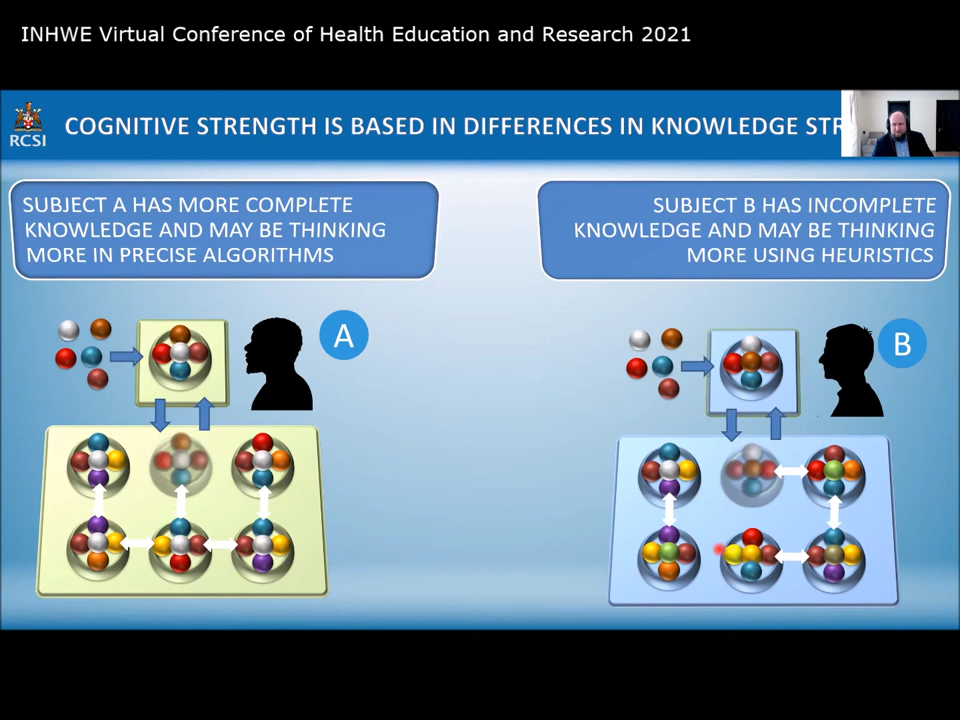 INHWE Virtual Conference of Health Education and Research 2021
RCSI
COGNITIVE STRENGTH IS BASED IN DIFFERENCES IN KNOWLEDGE STR
SUBJECT A HAS MORE COMPLETE
KNOWLEDGE AND MAY BE THINKING
MORE IN PRECISE ALGORITHMS
SUBJECT B HAS INCOMPLETE
KNOWLEDGE AND MAY BE THINKING
MORE USING HEURISTICS
A
B